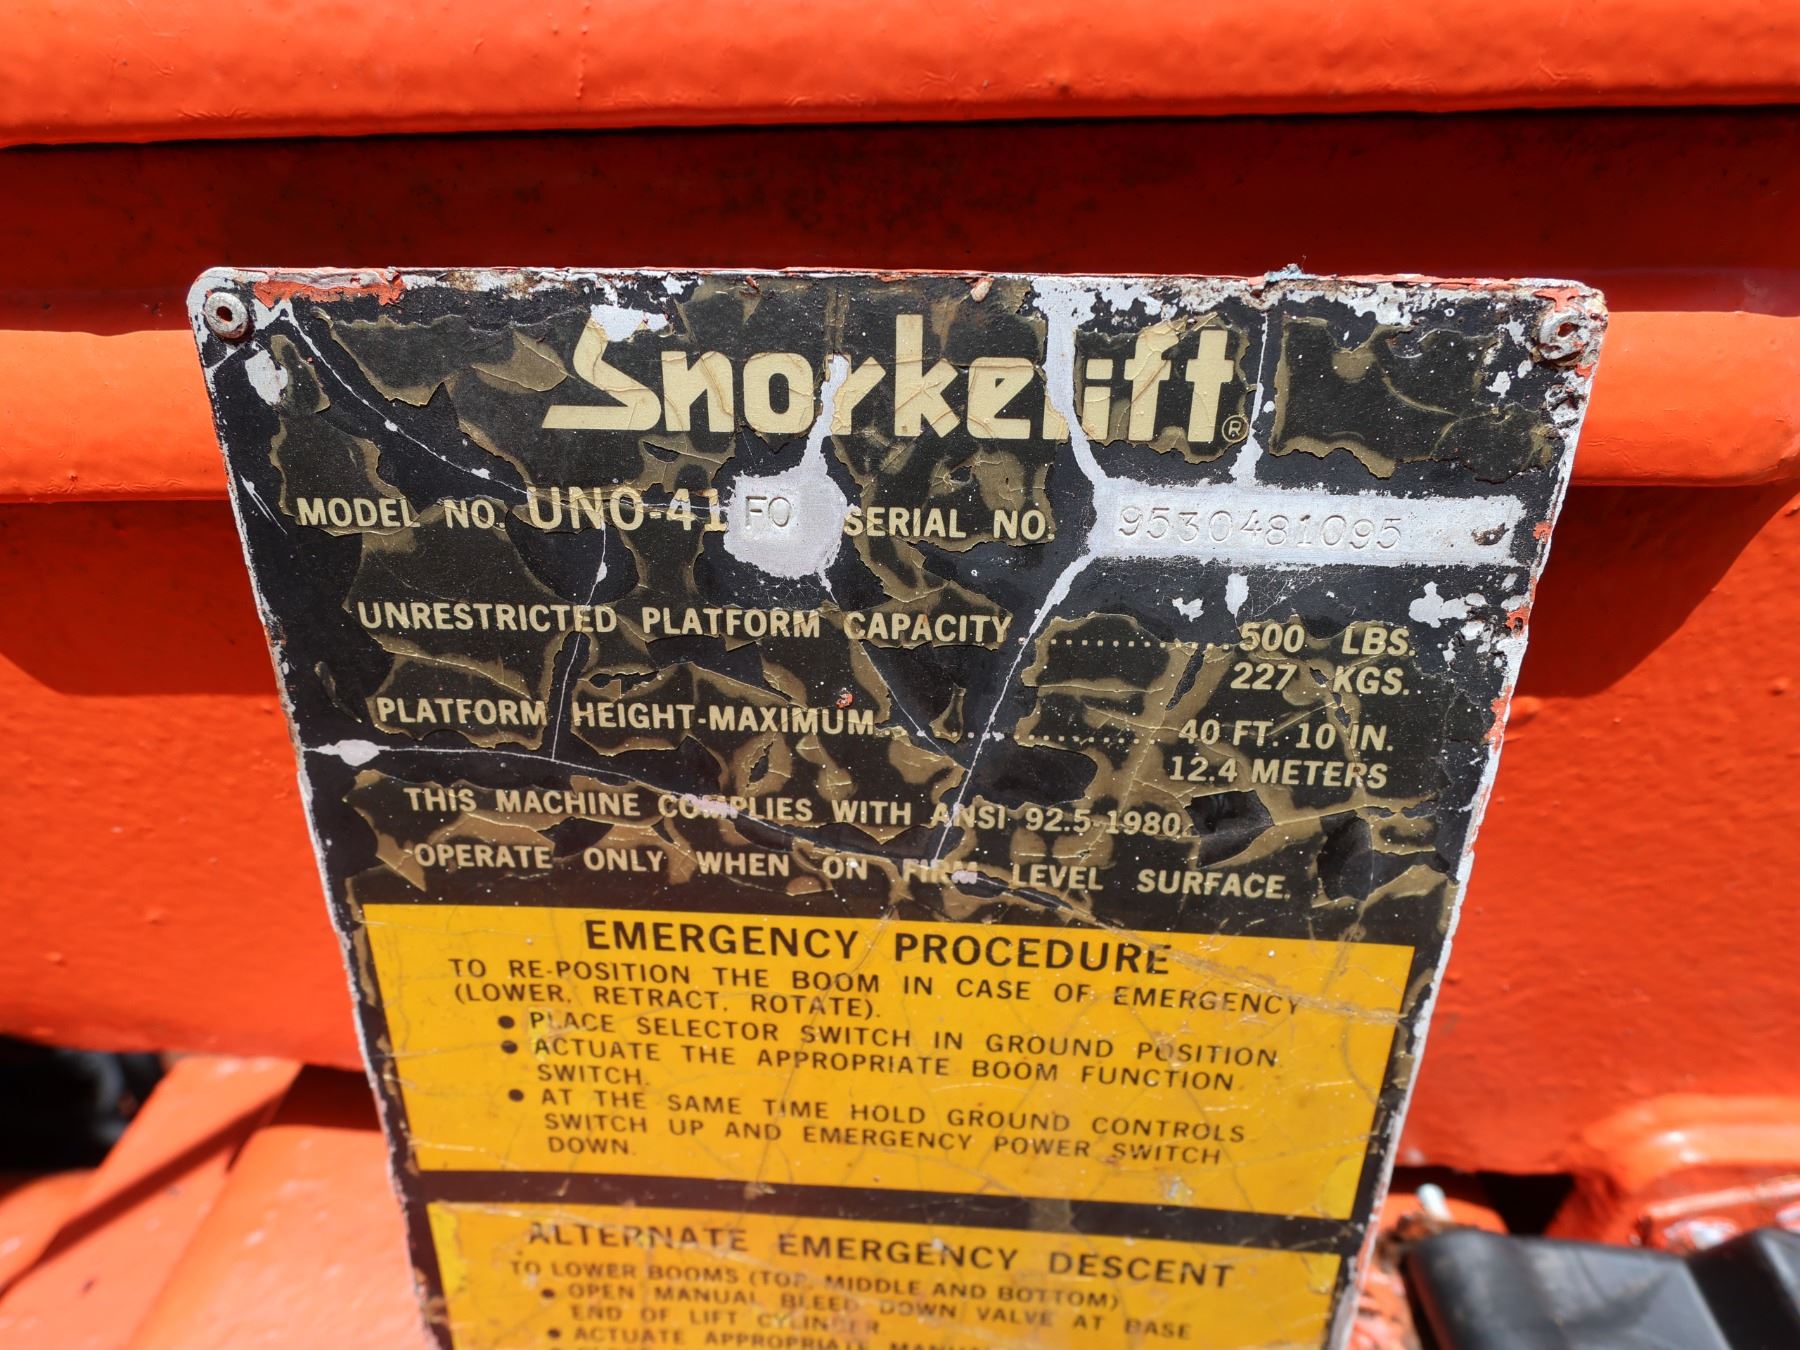 Snorkelift ®
MODEL NO. UNO-41 FO SERIAL NO. 9530481095
UNRESTRICTED PLATFORM CAPACITY..............500 LBS.
227 KGS.
PLATFORM HEIGHT-MAXIMUM................. 40 FT. 10 IN.
12.4 METERS
THIS MACHINE COMPLIES WITH ANSI 92.5-1980
OPERATE ONLY WHEN ON FIRM LEVEL SURFACE.
EMERGENCY PROCEDURE
TO RE-POSITION THE BOOM IN CASE OF EMERGENCY
(LOWER, RETRACT, ROTATE).
● PLACE SELECTOR SWITCH IN GROUND POSITION
● ACTUATE THE APPROPRIATE BOOM FUNCTION
SWITCH.
● AT THE SAME TIME HOLD GROUND CONTROLS
SWITCH UP AND EMERGENCY POWER SWITCH
DOWN.
ALTERNATE EMERGENCY DESCENT
TO LOWER BOOMS (TOP, MIDDLE AND BOTTOM)
● OPEN MANUAL BLEED DOWN VALVE AT BASE
END OF LIFT CYLINDER
● ACTUATE APPROPRIATE